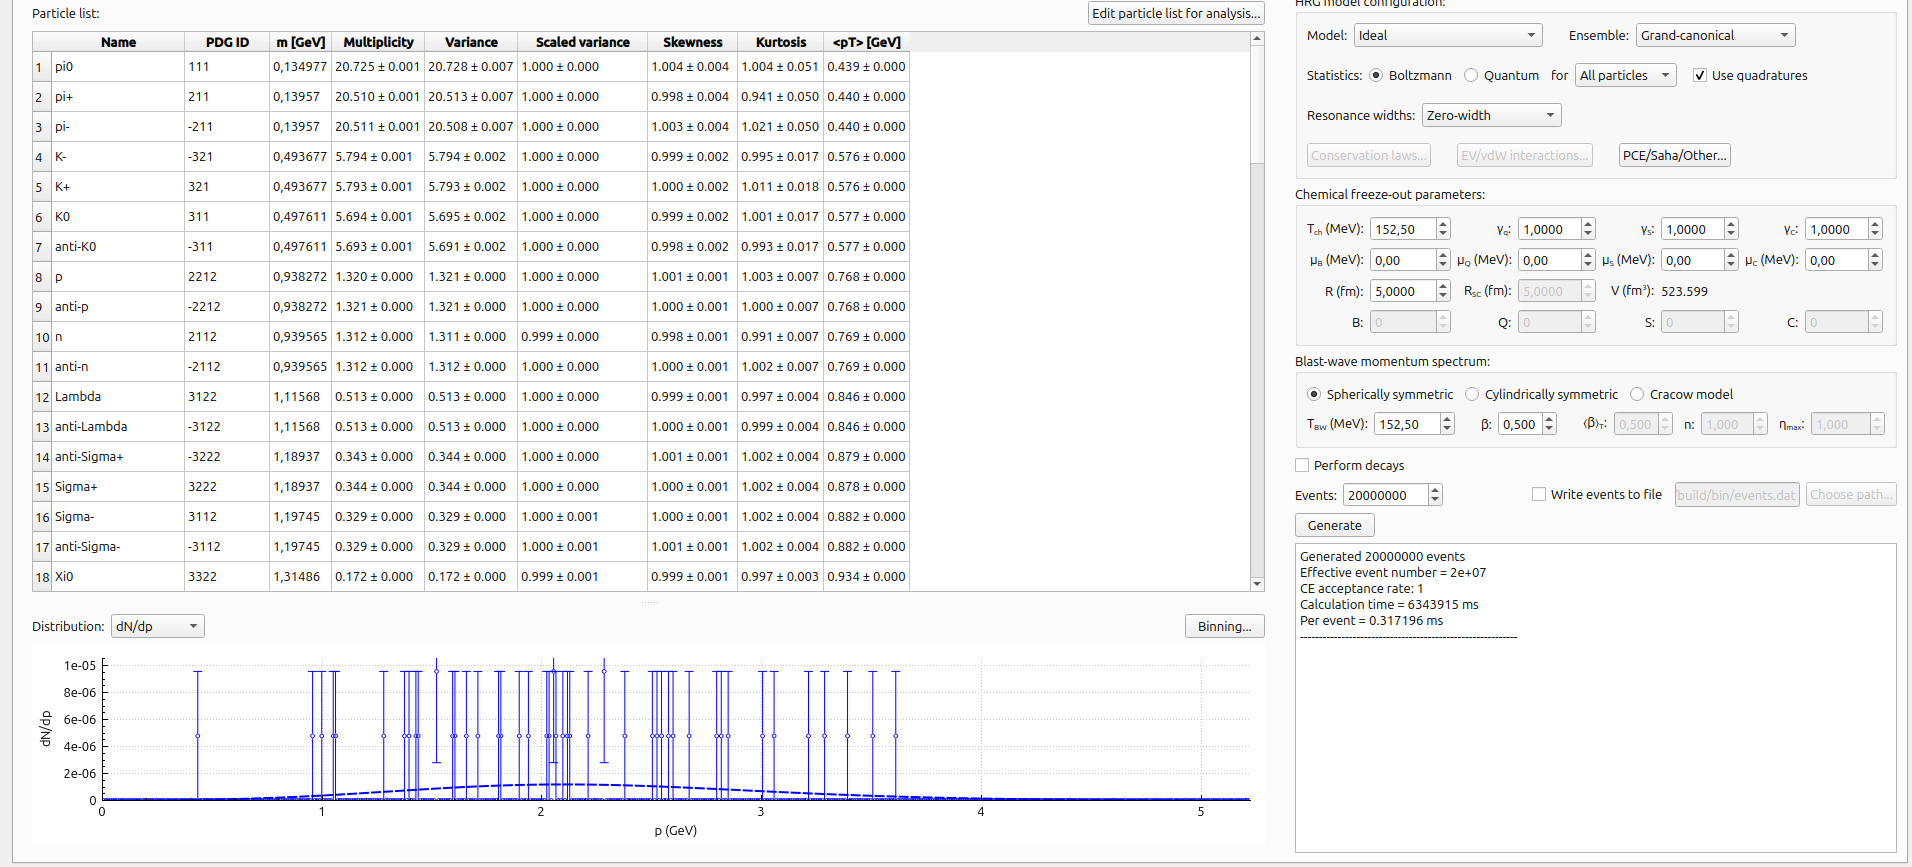 Particle list:
Edit particle list for analysis...
Name PDG ID m [GeV] Multiplicity Variance Scaled variance Skewness Kurtosis <pT> [GeV]
1 pi0 111 0,134977 20.725 ± 0.001 20.728 ± 0.007 1.000 ± 0.000 1.004 ± 0.004 1.004 ± 0.051 0.439 ± 0.000
2 pi+ 211 0,13957 20.510 ± 0.001 20.513 ± 0.007 1.000 ± 0.000 0.998 ± 0.004 0.941 ± 0.050 0.440 ± 0.000
3 pi- -211 0,13957 20.511 ± 0.001 20.508 ± 0.007 1.000 ± 0.000 1.003 ± 0.004 1.021 ± 0.050 0.440 ± 0.000
4 K- -321 0,493677 5.794 ± 0.001 5.794 ± 0.002 1.000 ± 0.000 0.999 ± 0.002 0.995 ± 0.017 0.576 ± 0.000
5 K+ 321 0,493677 5.793 ± 0.001 5.793 ± 0.002 1.000 ± 0.000 1.000 ± 0.002 1.011 ± 0.018 0.576 ± 0.000
6 K0 311 0,497611 5.694 ± 0.001 5.695 ± 0.002 1.000 ± 0.000 0.999 ± 0.002 1.001 ± 0.017 0.577 ± 0.000
7 anti-K0 -311 0,497611 5.693 ± 0.001 5.691 ± 0.002 1.000 ± 0.000 0.998 ± 0.002 0.993 ± 0.017 0.577 ± 0.000
8 p 2212 0,938272 1.320 ± 0.000 1.321 ± 0.000 1.000 ± 0.000 1.001 ± 0.001 1.003 ± 0.007 0.768 ± 0.000
9 anti-p -2212 0,938272 1.321 ± 0.000 1.321 ± 0.000 1.000 ± 0.000 1.000 ± 0.001 1.000 ± 0.007 0.768 ± 0.000
10 n 2112 0,939565 1.312 ± 0.000 1.311 ± 0.000 0.999 ± 0.000 0.998 ± 0.001 0.991 ± 0.007 0.769 ± 0.000
11 anti-n -2112 0,939565 1.312 ± 0.000 1.312 ± 0.000 1.000 ± 0.000 1.000 ± 0.001 1.002 ± 0.007 0.769 ± 0.000
12 Lambda 3122 1,11568 0.513 ± 0.000 0.513 ± 0.000 1.000 ± 0.000 0.999 ± 0.001 0.997 ± 0.004 0.846 ± 0.000
13 anti-Lambda -3122 1,11568 0.513 ± 0.000 0.513 ± 0.000 1.000 ± 0.000 1.000 ± 0.001 0.999 ± 0.004 0.846 ± 0.000
14 anti-Sigma+ -3222 1,18937 0.343 ± 0.000 0.344 ± 0.000 1.000 ± 0.000 1.001 ± 0.001 1.002 ± 0.004 0.879 ± 0.000
15 Sigma+ 3222 1,18937 0.344 ± 0.000 0.344 ± 0.000 1.000 ± 0.000 1.000 ± 0.001 1.002 ± 0.004 0.878 ± 0.000
16 Sigma- 3112 1,19745 0.329 ± 0.000 0.329 ± 0.000 1.000 ± 0.001 1.000 ± 0.001 1.002 ± 0.004 0.882 ± 0.000
17 anti-Sigma- -3112 1,19745 0.329 ± 0.000 0.329 ± 0.000 1.000 ± 0.001 1.001 ± 0.001 1.002 ± 0.004 0.882 ± 0.000
18 Xi0 3322 1,31486 0.172 ± 0.000 0.172 ± 0.000 0.999 ± 0.001 0.999 ± 0.001 0.997 ± 0.003 0.934 ± 0.000
Distribution: dN/dp
Binning...
1e-05
8e-06
6e-06
4e-06
2e-06
0
dN/dp
0 1 2 3 4 5
p (GeV)
HRG model configuration:
Model: Ideal Ensemble: Grand-canonical
Statistics: Boltzmann Quantum for All particles Use quadratures
Resonance widths: Zero-width
Conservation laws... EV/vdW interactions... PCE/Saha/Other...
Chemical freeze-out parameters:
Tch (MeV): 152,50 γq: 1,0000 γS: 1,0000 γC: 1,0000
μB (MeV): 0,00 μQ (MeV): 0,00 μS (MeV): 0,00 μC (MeV): 0,00
R (fm): 5,0000 RSC (fm): 5,0000 V (fm³): 523.599
B: 0 Q: 0 S: 0 C: 0
Blast-wave momentum spectrum:
Spherically symmetric Cylindrically symmetric Cracow model
TBW (MeV): 152,50 β: 0,500 ⟨β⟩T: 0,500 n: 1,000 ηmax: 1,000
Perform decays
Events: 20000000 Write events to file build/bin/events.dat Choose path...
Generate
Generated 20000000 events
Effective event number = 2e+07
CE acceptance rate: 1
Calculation time = 6343915 ms
Per event = 0.317196 ms
----------------------------------------------------------